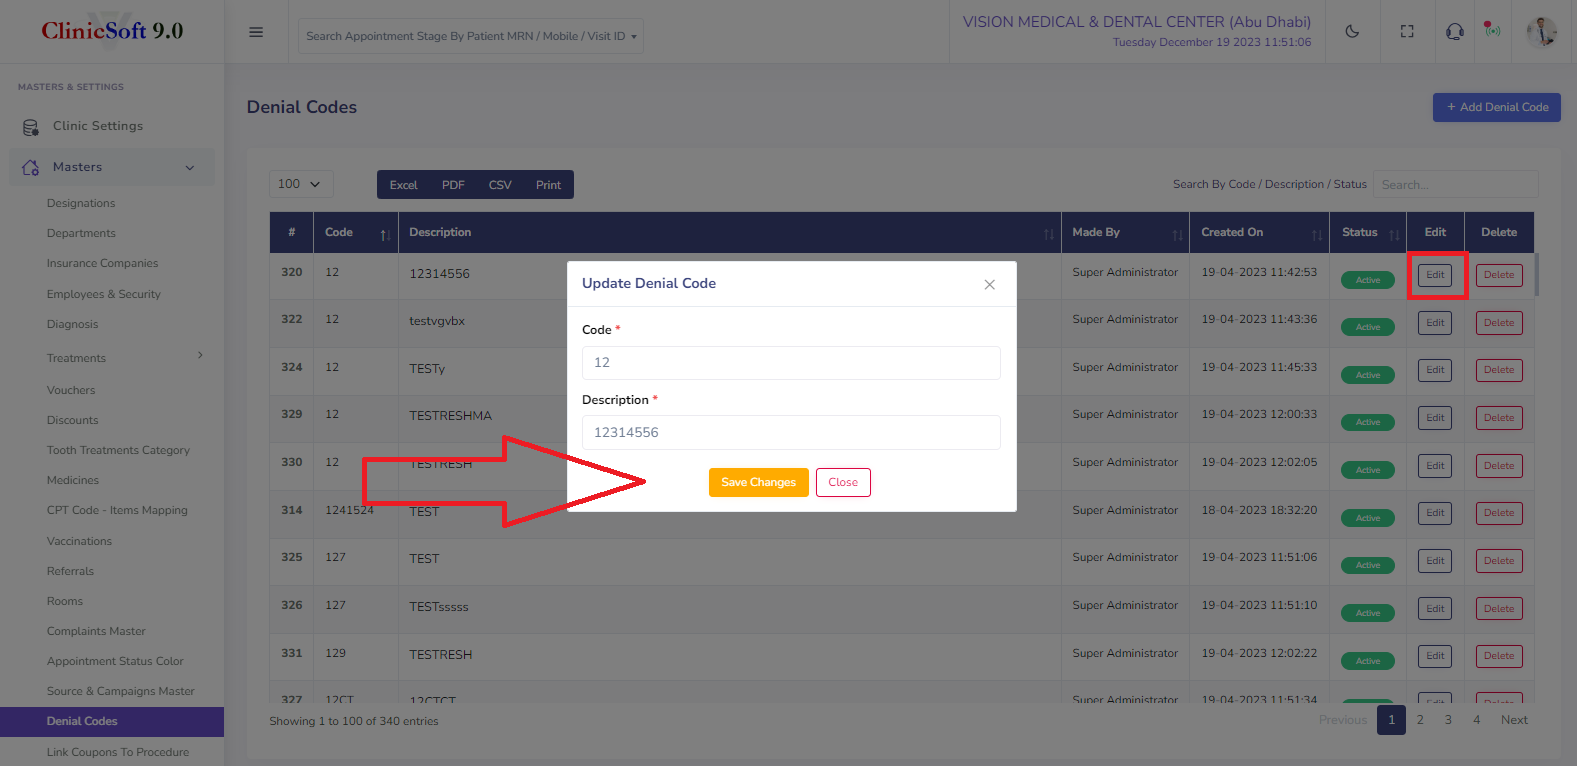 ClinicSoft 9.0
Search Appointment Stage By Patient MRN / Mobile / Visit ID
VISION MEDICAL & DENTAL CENTER (Abu Dhabi)
Tuesday December 19 2023 11:51:06
MASTERS & SETTINGS
Clinic Settings
Masters
Designations
Departments
Insurance Companies
Employees & Security
Diagnosis
Treatments
Vouchers
Discounts
Tooth Treatments Category
Medicines
CPT Code - Items Mapping
Vaccinations
Referrals
Rooms
Complaints Master
Appointment Status Color
Source & Campaigns Master
Denial Codes
Link Coupons To Procedure
Denial Codes
+ Add Denial Code
100
Excel PDF CSV Print
Search By Code / Description / Status Search...
# Code Description Made By Created On Status Edit Delete
320 12 12314556 Super Administrator 19-04-2023 11:42:53 Active Edit Delete
322 12 testvgvbx Super Administrator 19-04-2023 11:43:36 Active Edit Delete
324 12 TESTy Super Administrator 19-04-2023 11:45:33 Active Edit Delete
329 12 TESTRESHMA Super Administrator 19-04-2023 12:00:33 Active Edit Delete
330 12 TESTRESH Super Administrator 19-04-2023 12:02:05 Active Edit Delete
314 1241524 TEST Super Administrator 18-04-2023 18:32:20 Active Edit Delete
325 127 TEST Super Administrator 19-04-2023 11:51:06 Active Edit Delete
326 127 TESTsssss Super Administrator 19-04-2023 11:51:10 Active Edit Delete
331 129 TESTRESH Super Administrator 19-04-2023 12:02:22 Active Edit Delete
327 12CT 12CTCT Super Administrator 19-04-2023 11:51:34 Edit Delete
Showing 1 to 100 of 340 entries
Previous 1 2 3 4 Next
Update Denial Code
Code *
12
Description *
12314556
Save Changes Close